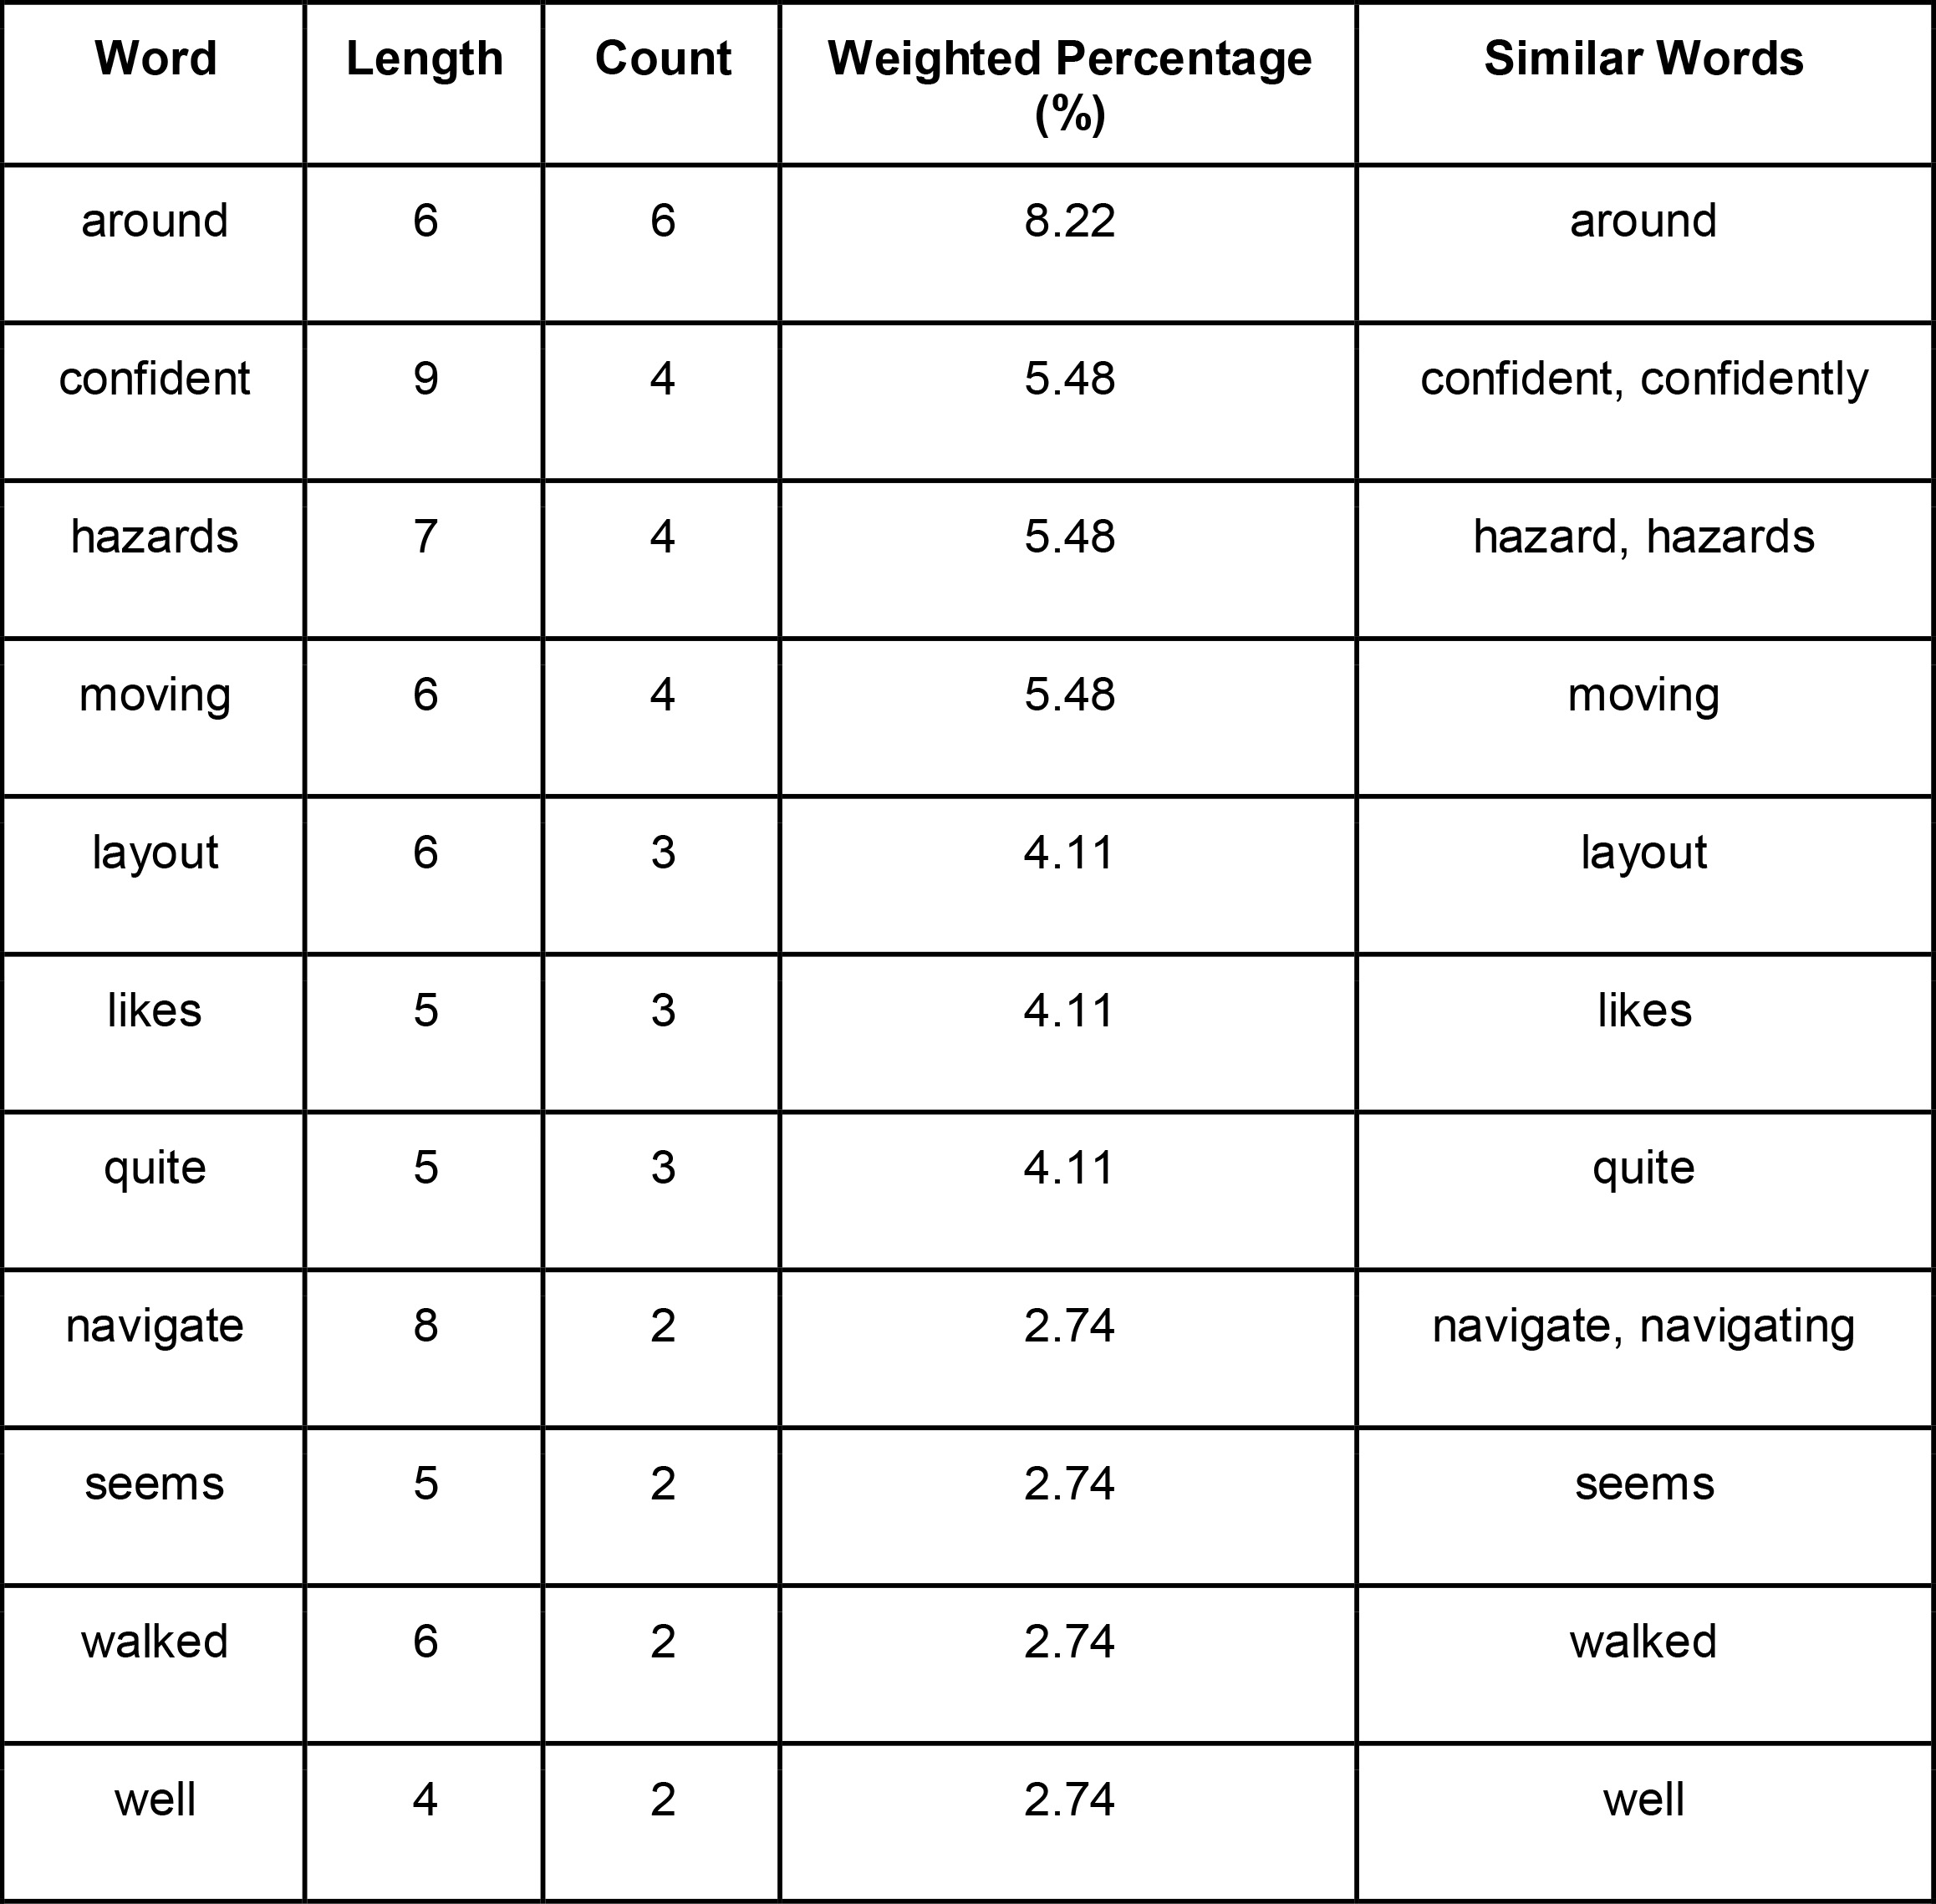 Word Length Count Weighted Percentage Similar Words
(%)
around 6 6 8.22 around
confident 9 4 5.48 confident, confidently
hazards 7 4 5.48 hazard, hazards
moving 6 4 5.48 moving
layout 6 3 4.11 layout
likes 5 3 4.11 likes
quite 5 3 4.11 quite
navigate 8 2 2.74 navigate, navigating
seems 5 2 2.74 seems
walked 6 2 2.74 walked
well 4 2 2.74 well